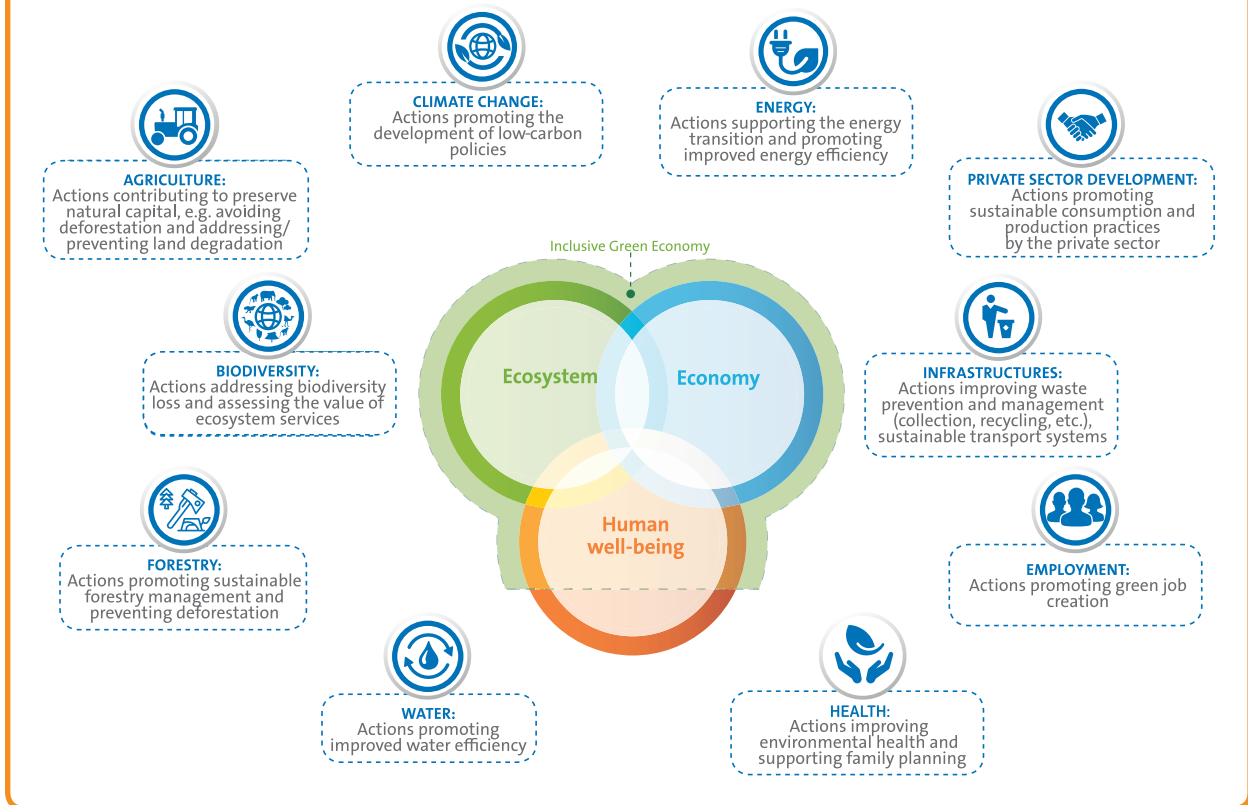 CLIMATE CHANGE:
Actions promoting the
development of low-carbon
policies
ENERGY:
Actions supporting the energy
transition and promoting
improved energy efficiency
AGRICULTURE:
Actions contributing to preserve
natural capital, e.g. avoiding
deforestation and addressing/
preventing land degradation
PRIVATE SECTOR DEVELOPMENT:
Actions promoting
sustainable consumption and
production practices
by the private sector
Inclusive Green Economy
BIODIVERSITY:
Actions addressing biodiversity
loss and assessing the value of
ecosystem services
Ecosystem
Economy
INFRASTRUCTURES:
Actions improving waste
prevention and management
(collection, recycling, etc.),
sustainable transport systems
Human
well-being
FORESTRY:
Actions promoting sustainable
forestry management and
preventing deforestation
EMPLOYMENT:
Actions promoting green job
creation
WATER:
Actions promoting
improved water efficiency
HEALTH:
Actions improving
environmental health and
supporting family planning